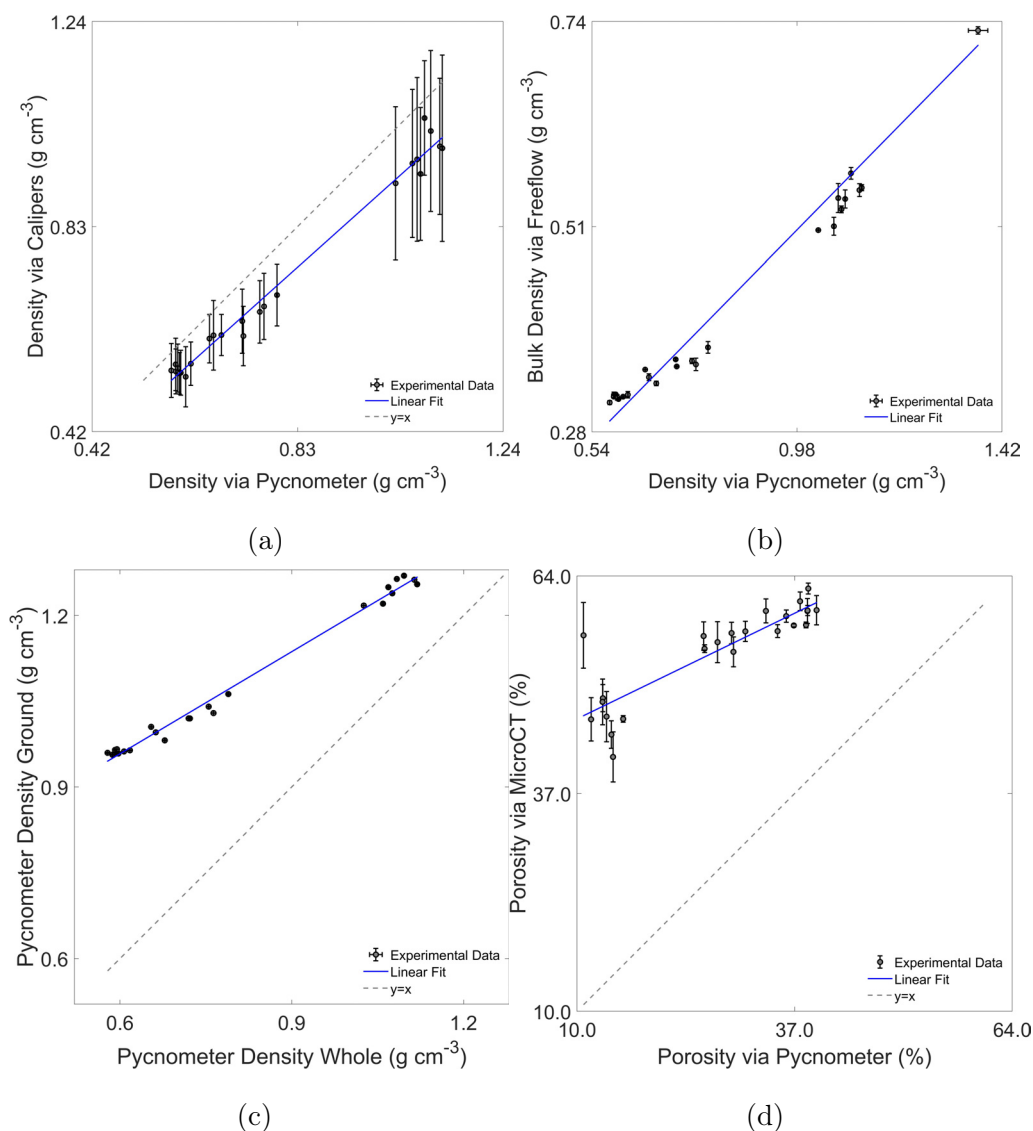 1.24
0.83
0.42
Density via Calipers (g cm⁻³)
0.42 0.83 1.24
Density via Pycnometer (g cm⁻³)
Experimental Data
Linear Fit
y=x
(a)
0.74
0.51
0.28
Bulk Density via Freeflow (g cm⁻³)
0.54 0.98 1.42
Density via Pycnometer (g cm⁻³)
Experimental Data
Linear Fit
(b)
1.2
0.9
0.6
Pycnometer Density Ground (g cm⁻³)
0.6 0.9 1.2
Pycnometer Density Whole (g cm⁻³)
Experimental Data
Linear Fit
y=x
(c)
64.0
37.0
10.0
Porosity via MicroCT (%)
10.0 37.0 64.0
Porosity via Pycnometer (%)
Experimental Data
Linear Fit
y=x
(d)